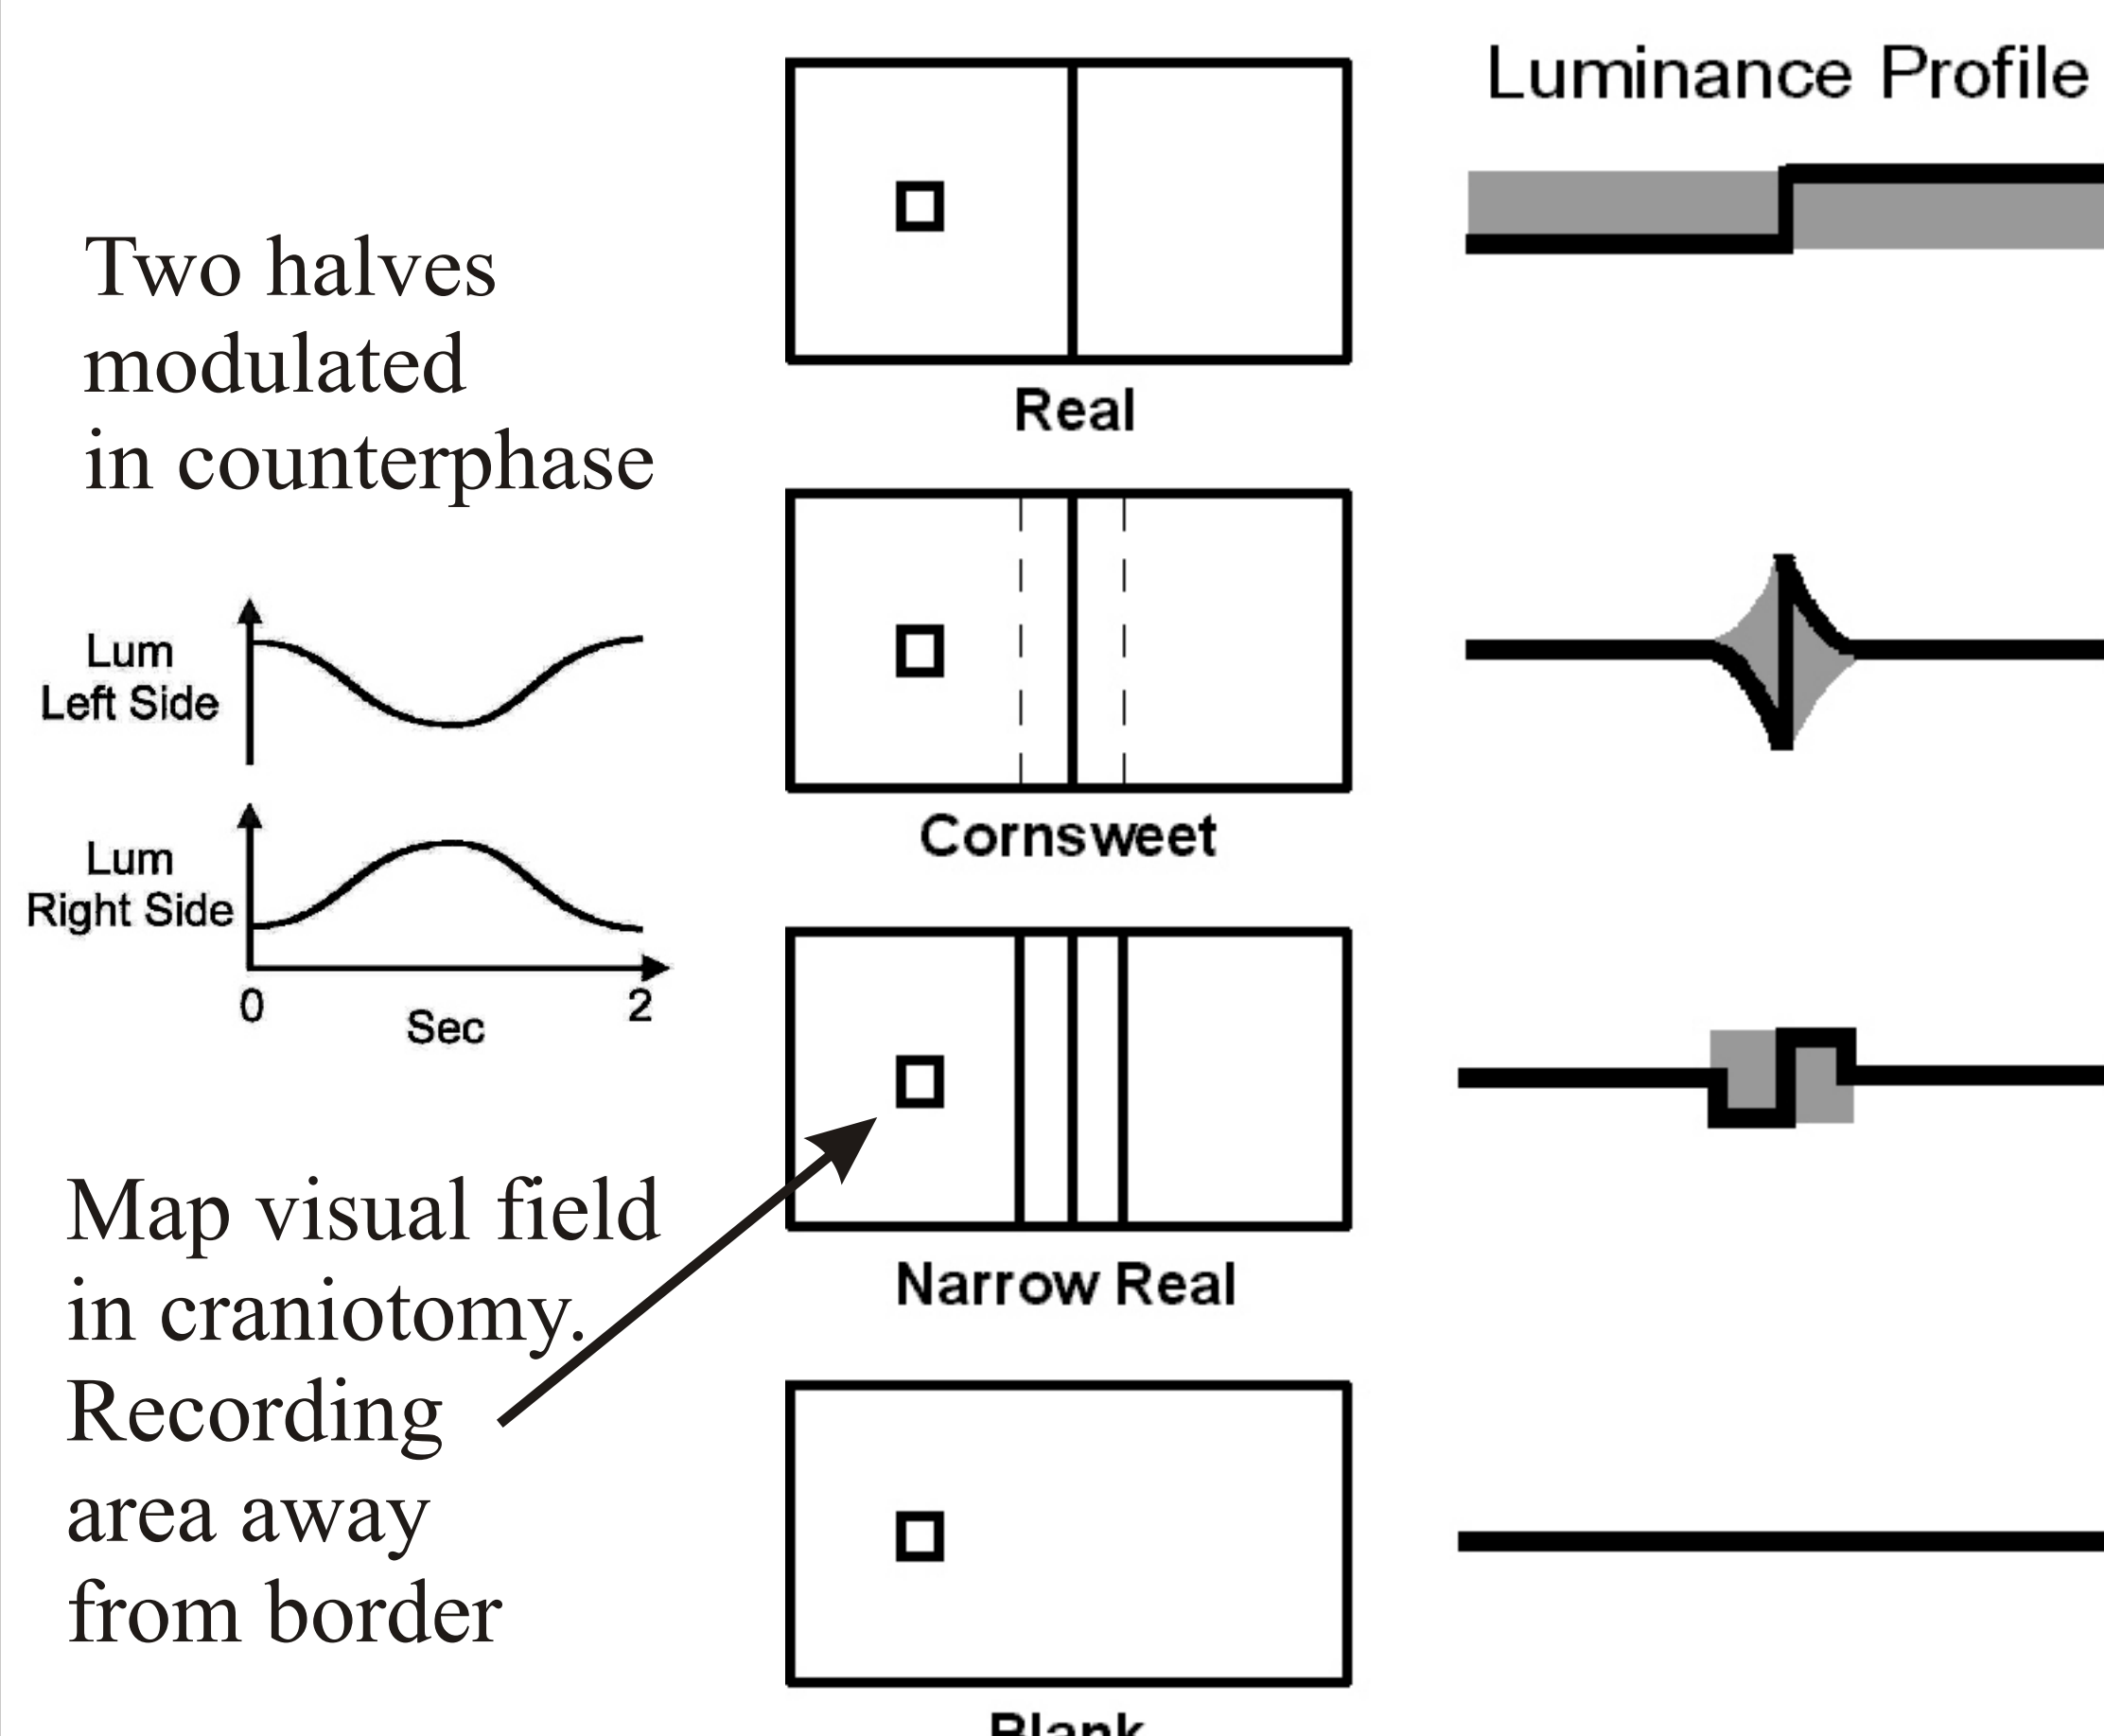 Luminance Profile
Two halves
modulated
in counterphase
Real
Lum
Left Side
Cornsweet
Lum
Right Side
0
2
Sec
Map visual field
in craniotomy.
Recording
area away
from border
Narrow Real
Blank